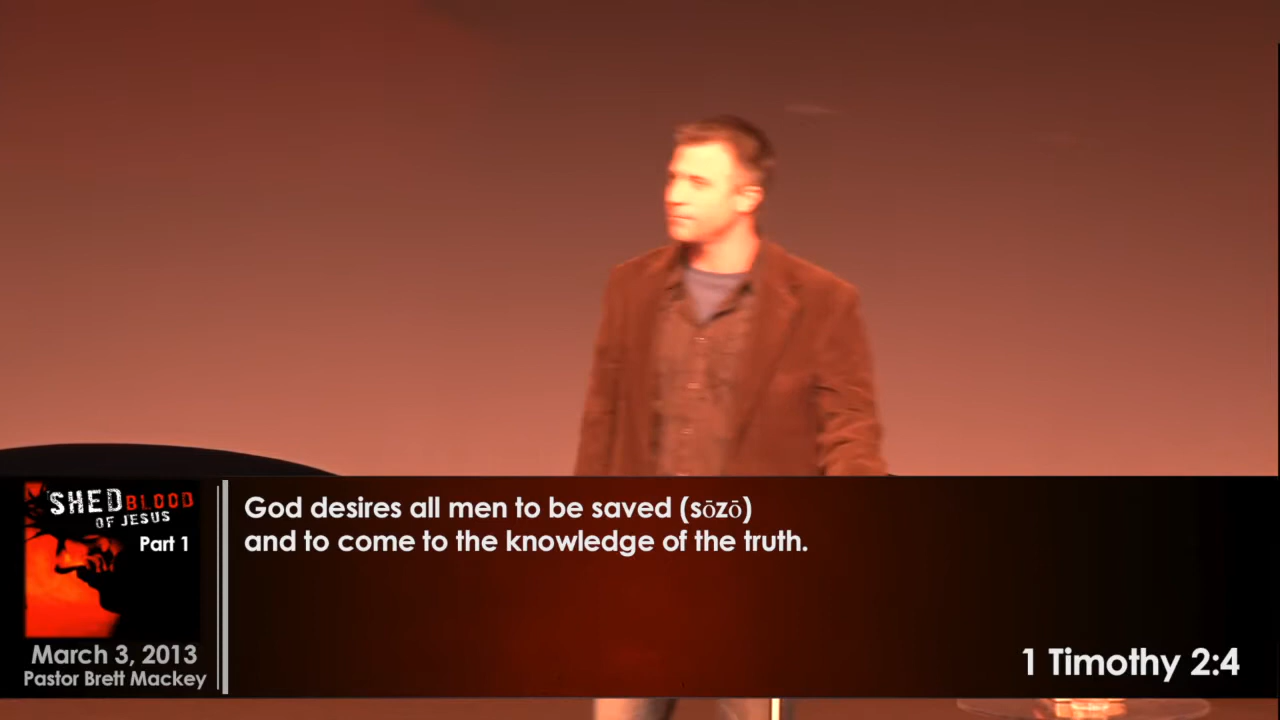 SHED BLOOD
OF JESUS
Part 1
March 3, 2013
Pastor Brett Mackey
God desires all men to be saved (sōzō)
and to come to the knowledge of the truth.
1 Timothy 2:4